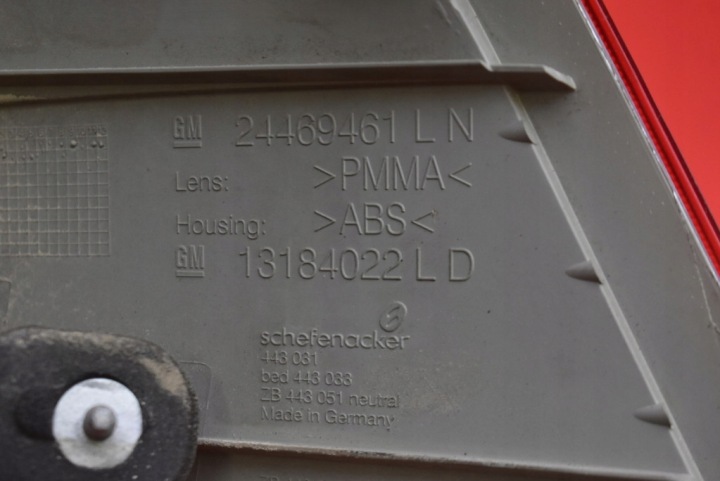 GM 24469461 L N
Lens: >PMMA<
Housing: >ABS<
GM 13184022 L D
schefenacker
443 031
bed 443 033
ZB 443 051 neutral
Made in Germany